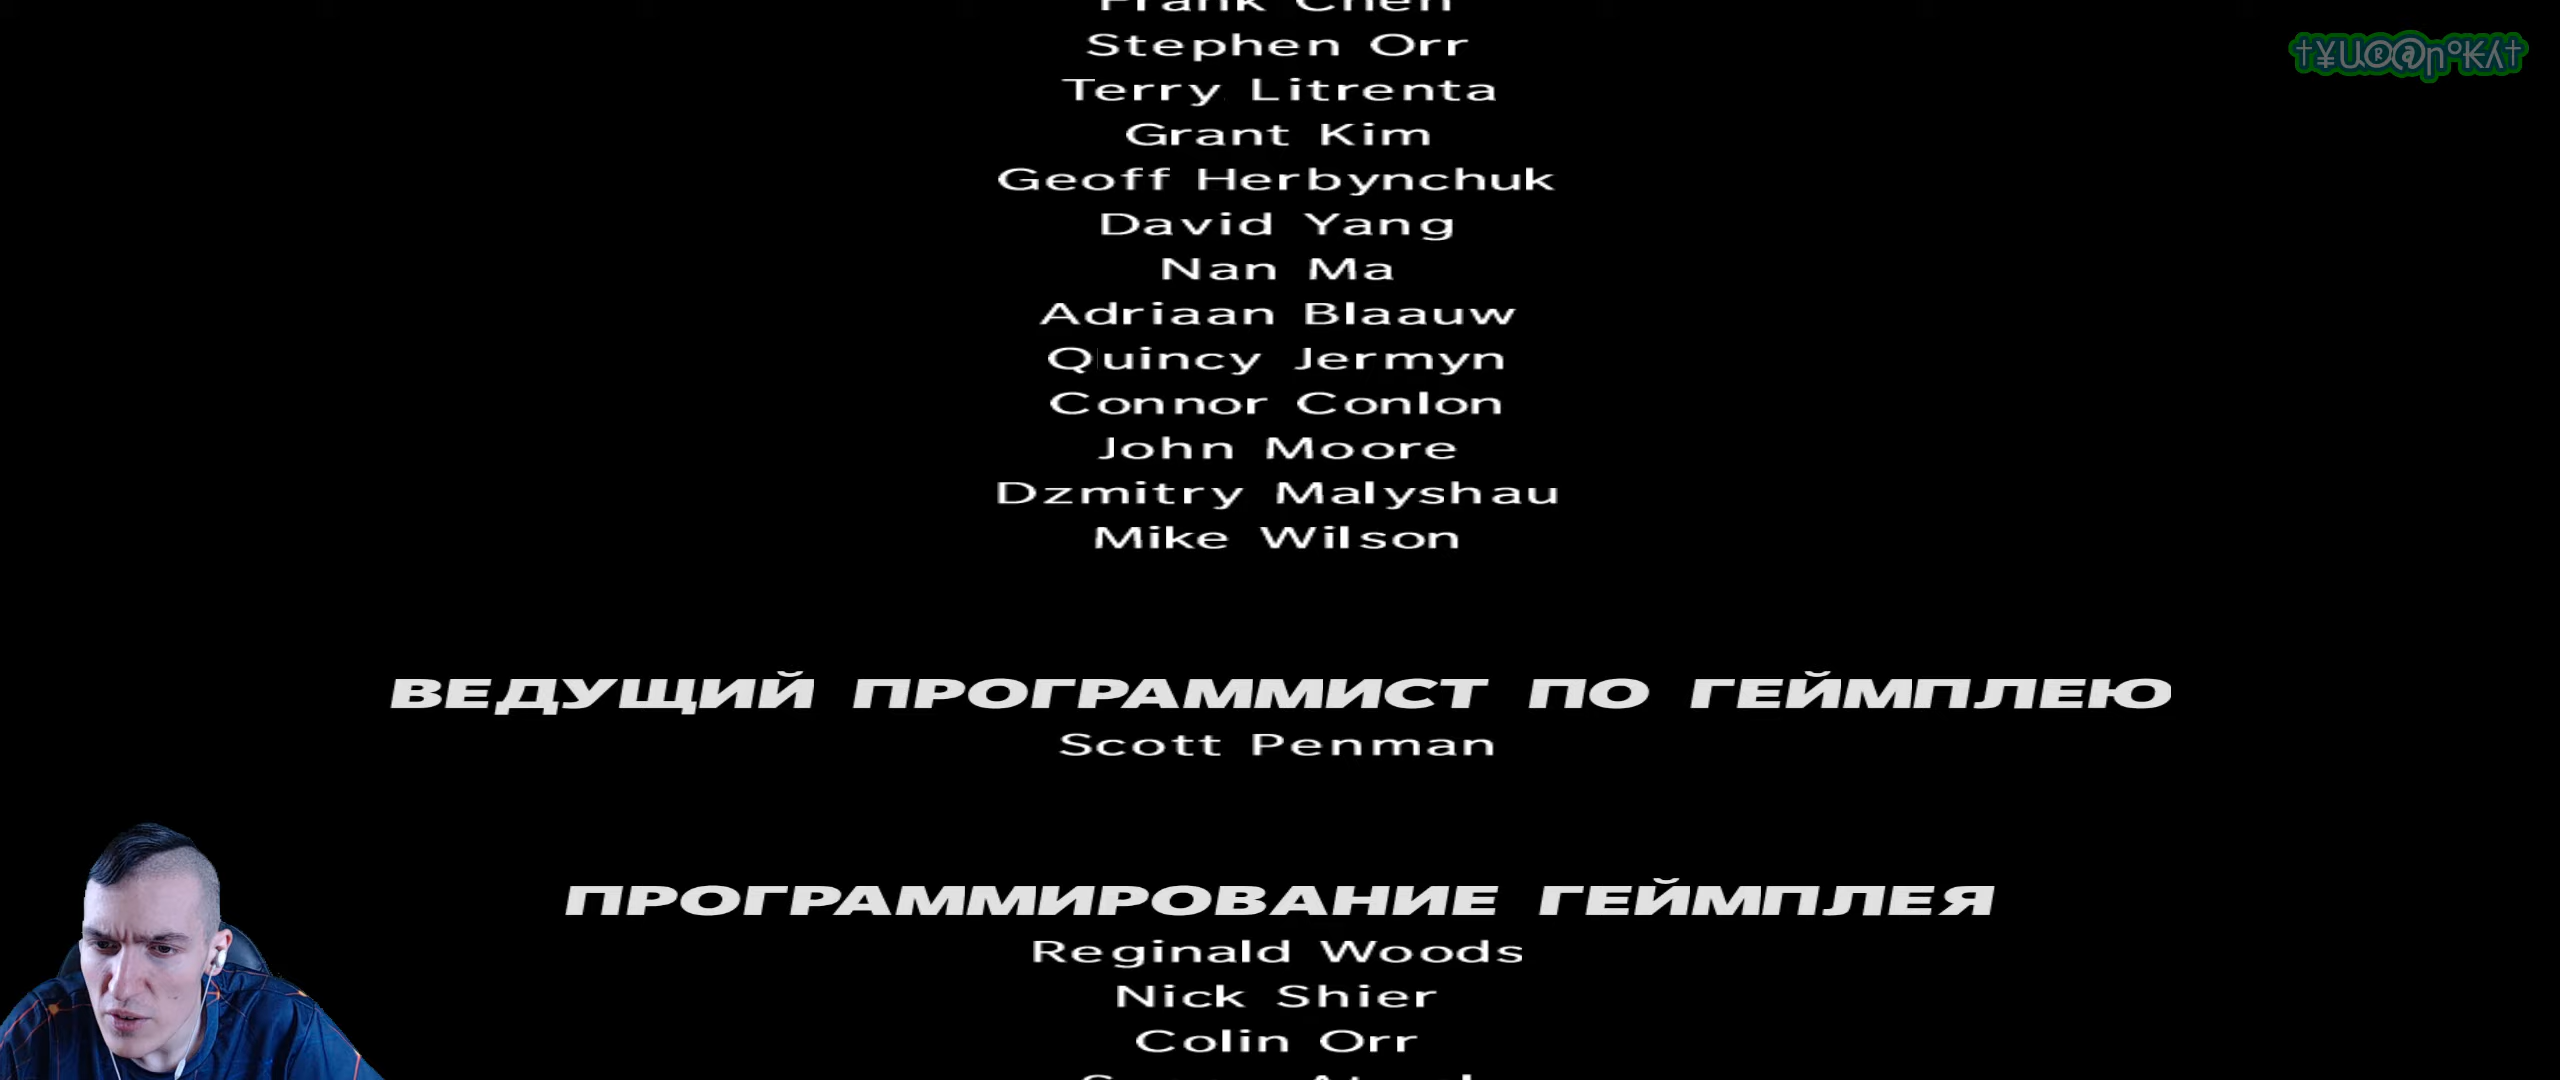 Frank Chen
Stephen Orr
Terry Litrenta
Grant Kim
Geoff Herbynchuk
David Yang
Nan Ma
Adriaan Blaauw
Quincy Jermyn
Connor Conlon
John Moore
Dzmitry Malyshau
Mike Wilson
ВЕДУЩИЙ ПРОГРАММИСТ ПО ГЕЙМПЛЕЮ
Scott Penman
ПРОГРАММИРОВАНИЕ ГЕЙМПЛЕЯ
Reginald Woods
Nick Shier
Colin Orr